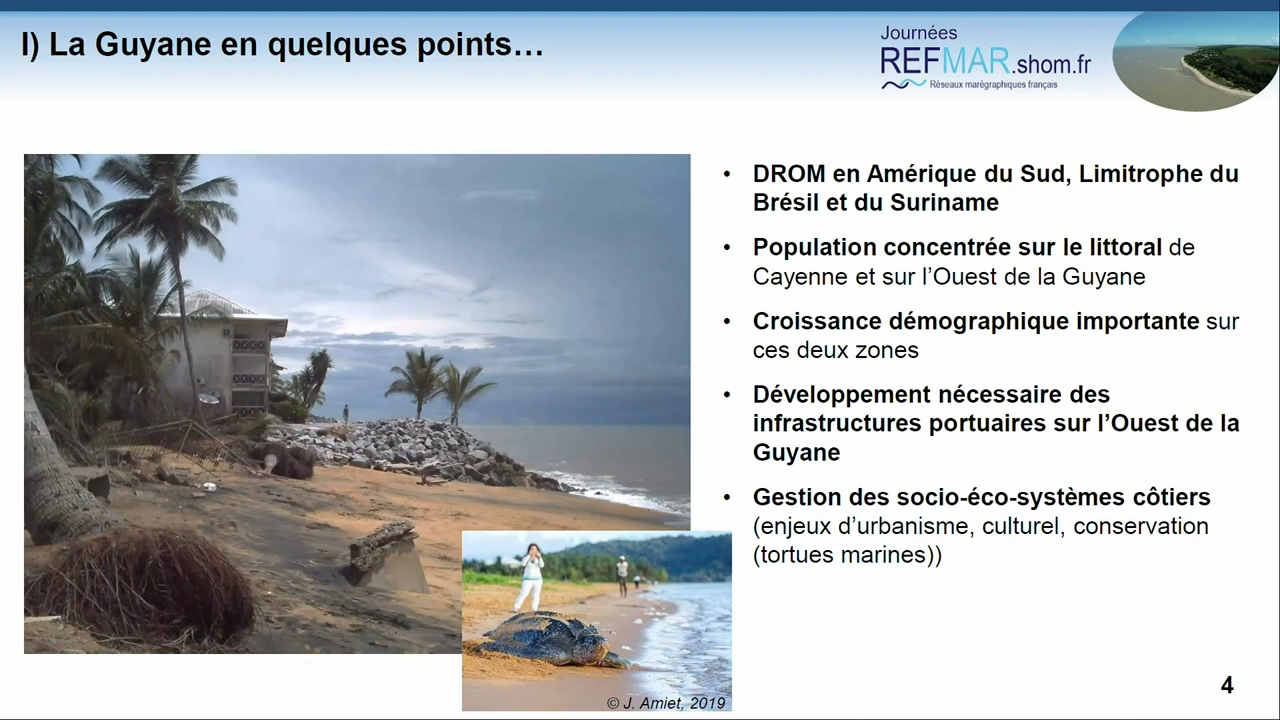 I) La Guyane en quelques points…
Journées
REFMAR.shom.fr
Réseaux marégraphiques français
• DROM en Amérique du Sud, Limitrophe du
Brésil et du Suriname
• Population concentrée sur le littoral de
Cayenne et sur l’Ouest de la Guyane
• Croissance démographique importante sur
ces deux zones
• Développement nécessaire des
infrastructures portuaires sur l’Ouest de la
Guyane
• Gestion des socio-éco-systèmes côtiers
(enjeux d’urbanisme, culturel, conservation
(tortues marines))
© J. Amiet, 2019
4